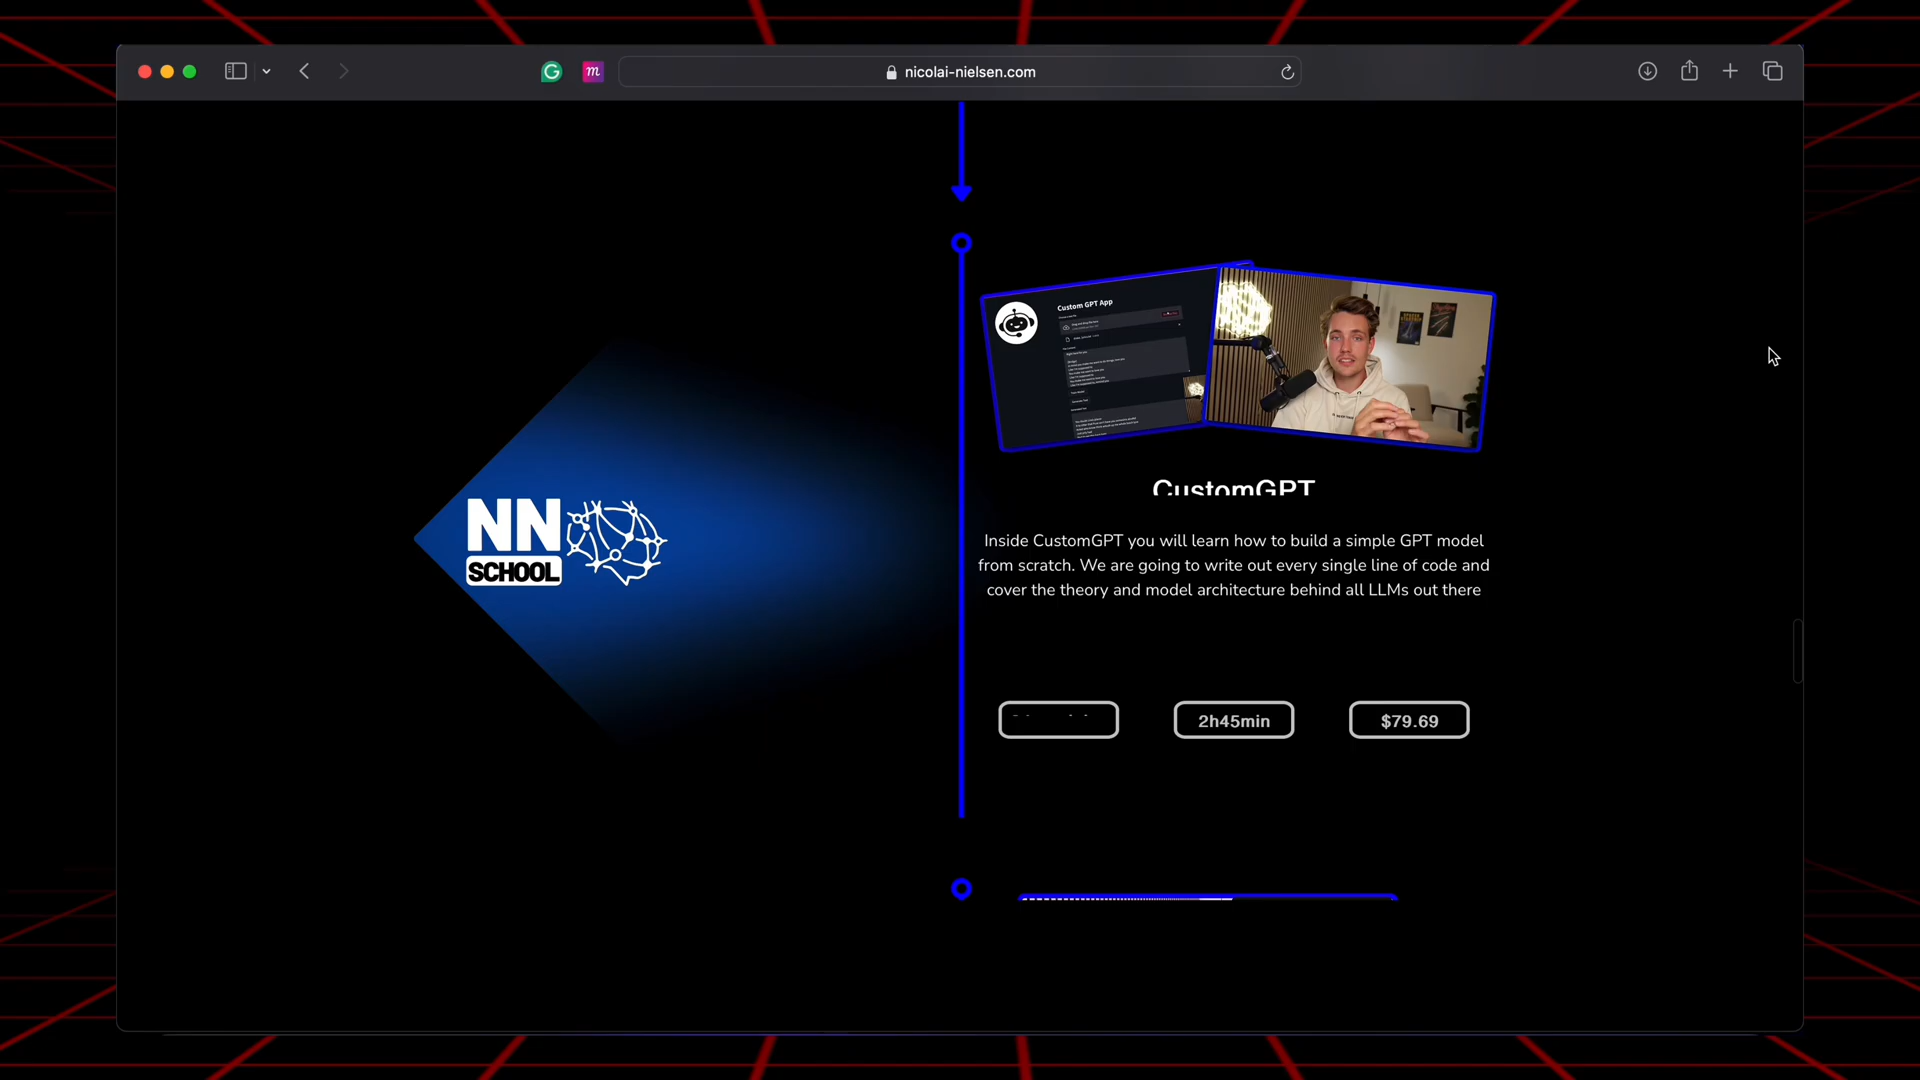 nicolai-nielsen.com
Custom GPT App
NN
SCHOOL
CustomGPT
Inside CustomGPT you will learn how to build a simple GPT model
from scratch. We are going to write out every single line of code and
cover the theory and model architecture behind all LLMs out there
2h45min
$79.69